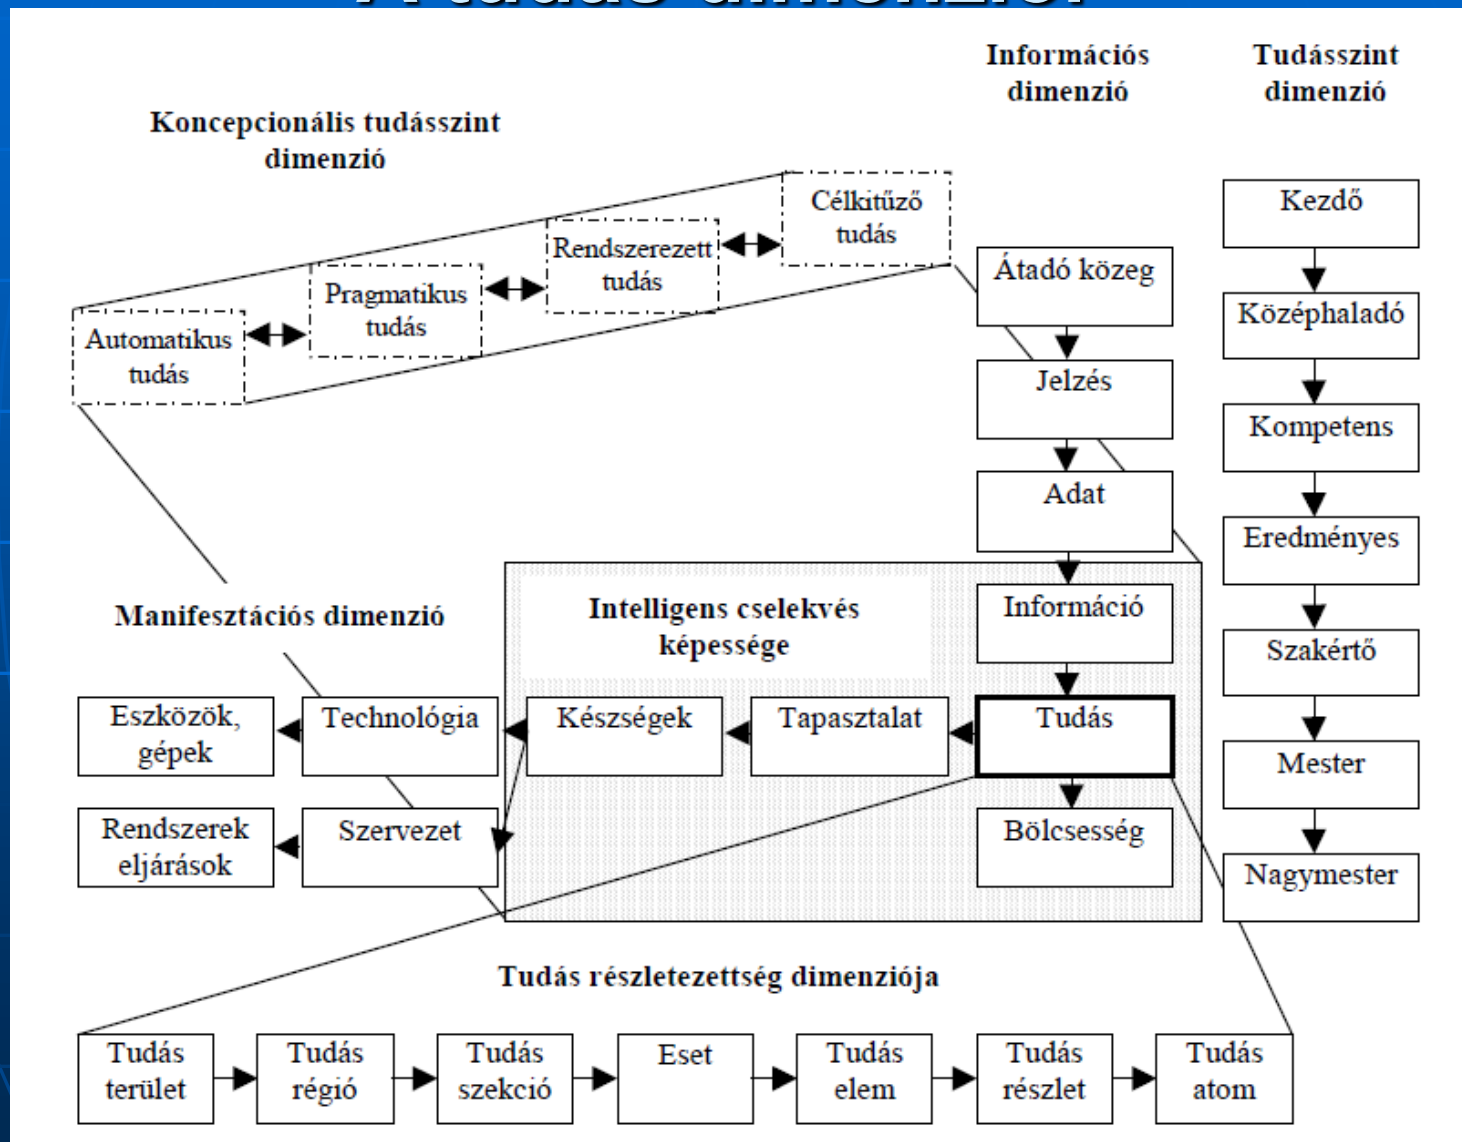 A tudás dimenziói
Információs
dimenzió
Tudásszint
dimenzió
Koncepcionális tudásszint
dimenzió
Célkitűző
tudás
Rendszerezett
tudás
Pragmatikus
tudás
Automatikus
tudás
Átadó közeg
Jelzés
Adat
Információ
Tudás
Bölcsesség
Kezdő
Középhaladó
Kompetens
Eredményes
Szakértő
Mester
Nagymester
Manifesztációs dimenzió
Intelligens cselekvés
képessége
Eszközök,
gépek
Technológia
Készségek
Tapasztalat
Rendszerek
eljárások
Szervezet
Tudás részletezettség dimenziója
Tudás
terület
Tudás
régió
Tudás
szekció
Eset
Tudás
elem
Tudás
részlet
Tudás
atom